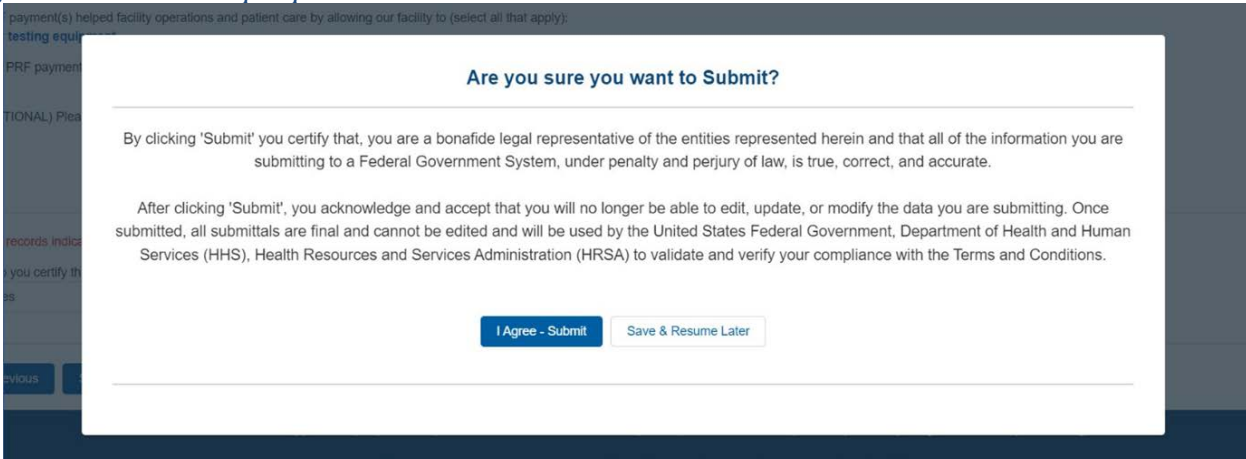 payment(s) helped facility operations and patient care by allowing our facility to (select all that apply):
testing equipment
PRF payment
Are you sure you want to Submit?
TIONAL) Plea
By clicking 'Submit' you certify that, you are a bonafide legal representative of the entities represented herein and that all of the information you are
submitting to a Federal Government System, under penalty and perjury of law, is true, correct, and accurate.
After clicking 'Submit', you acknowledge and accept that you will no longer be able to edit, update, or modify the data you are submitting. Once
submitted, all submittals are final and cannot be edited and will be used by the United States Federal Government, Department of Health and Human
Services (HHS), Health Resources and Services Administration (HRSA) to validate and verify your compliance with the Terms and Conditions.
records indica
you certify th
es
I Agree - Submit Save & Resume Later
evious